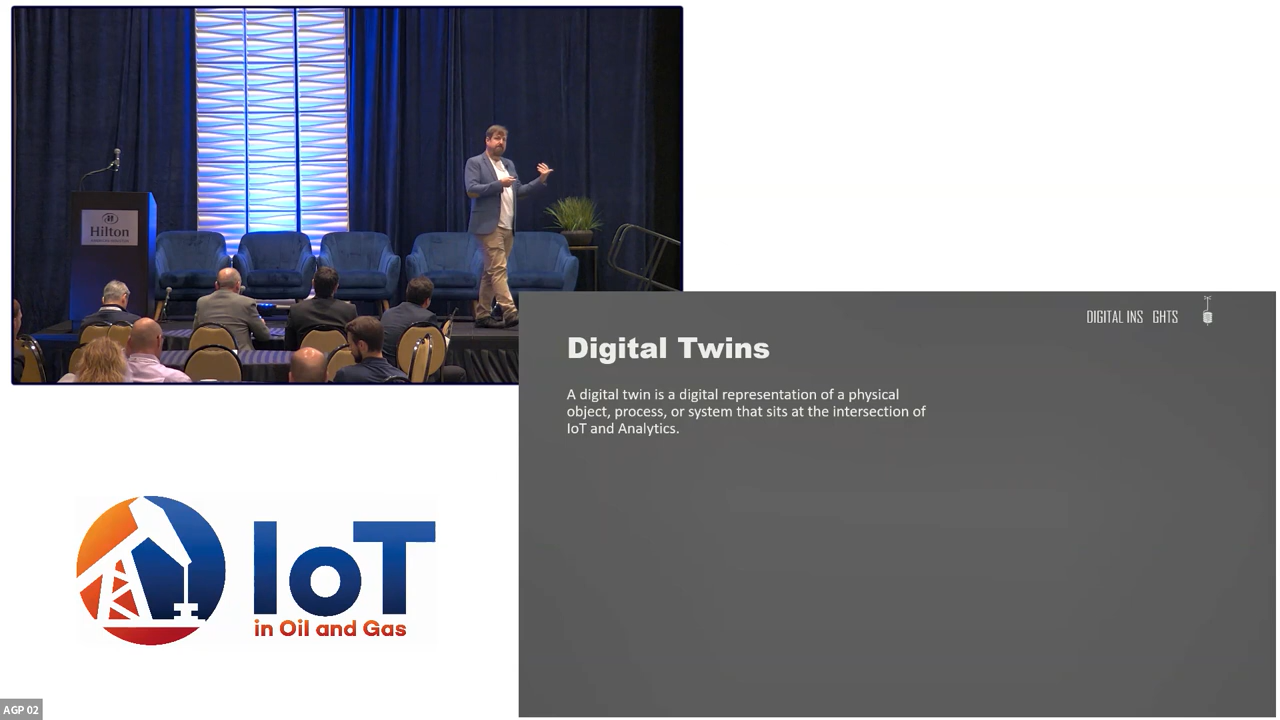 Hilton
DIGITAL INS GHTS
Digital Twins
A digital twin is a digital representation of a physical
object, process, or system that sits at the intersection of
IoT and Analytics.
IoT
in Oil and Gas
AGP 02